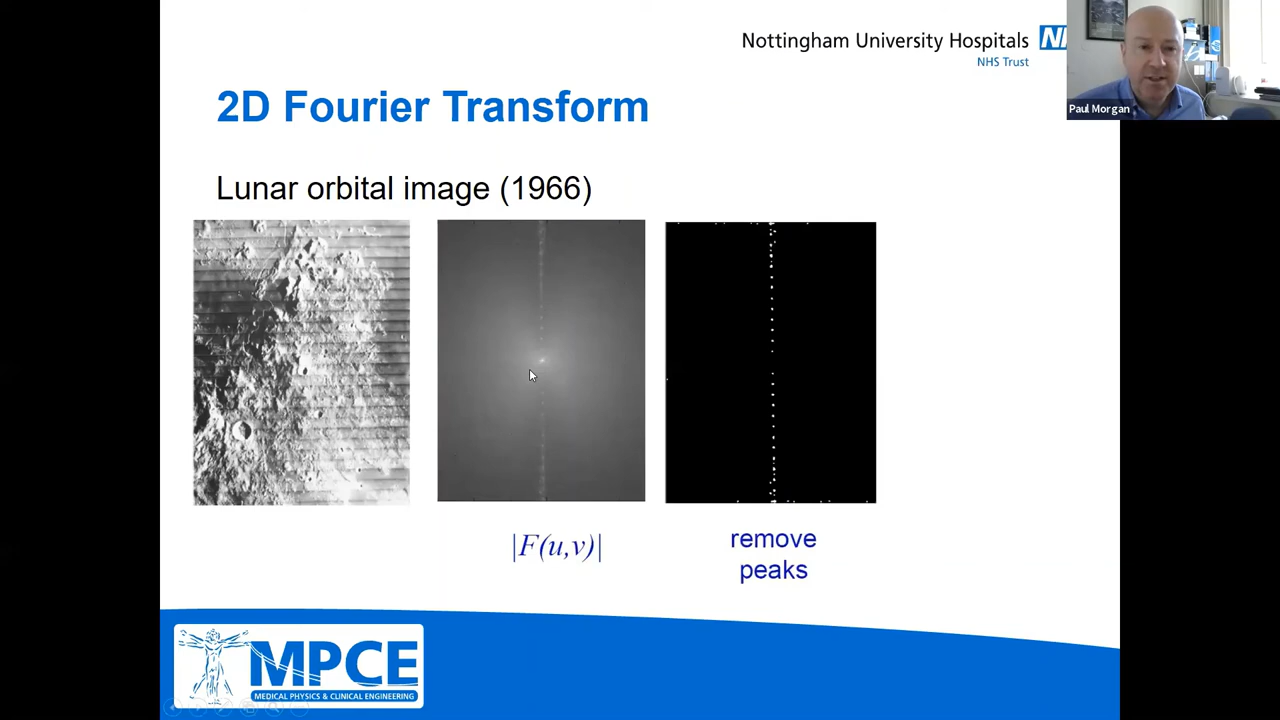 Nottingham University Hospitals
NHS Trust
Paul Morgan
2D Fourier Transform
Lunar orbital image (1966)
|F(u,v)|
remove
peaks
MPCE
MEDICAL PHYSICS & CLINICAL ENGINEERING